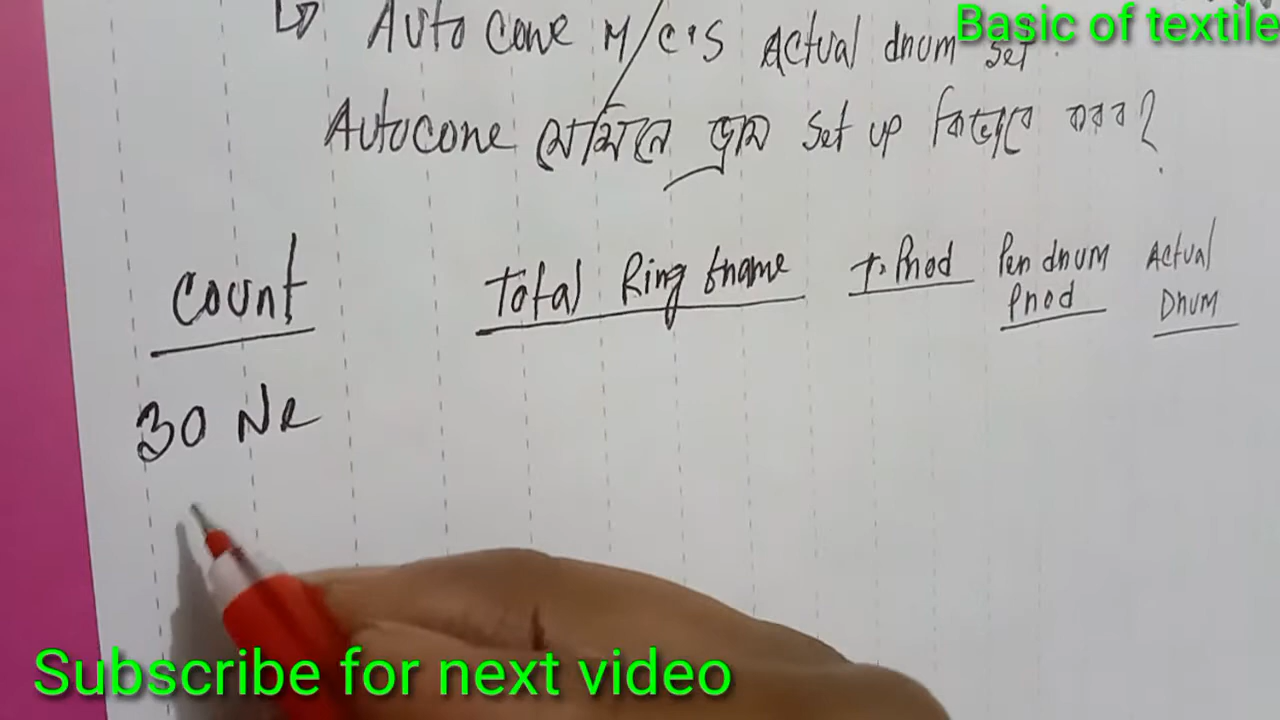 Basic of textile
Auto Cone M/C's Actual drum set.
Autocone মেশিনে ড্রাম set up কিভাবে করব?
Count Total Ring frame T. Prod Per drum Prod Actual Drum
30 Ne
Subscribe for next video